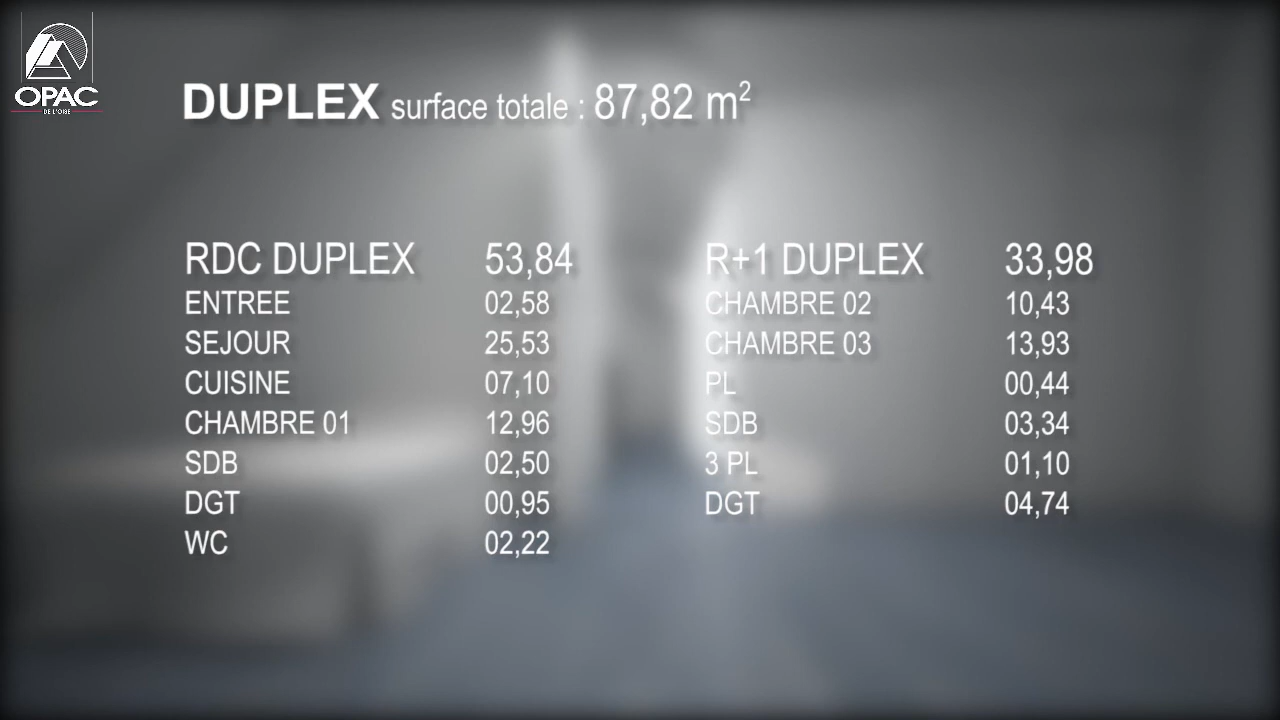 OPAC
DE L'OISE
DUPLEX surface totale : 87,82 m²
RDC DUPLEX 53,84
ENTREE 02,58
SEJOUR 25,53
CUISINE 07,10
CHAMBRE 01 12,96
SDB 02,50
DGT 00,95
WC 02,22
R+1 DUPLEX 33,98
CHAMBRE 02 10,43
CHAMBRE 03 13,93
PL 00,44
SDB 03,34
3 PL 01,10
DGT 04,74